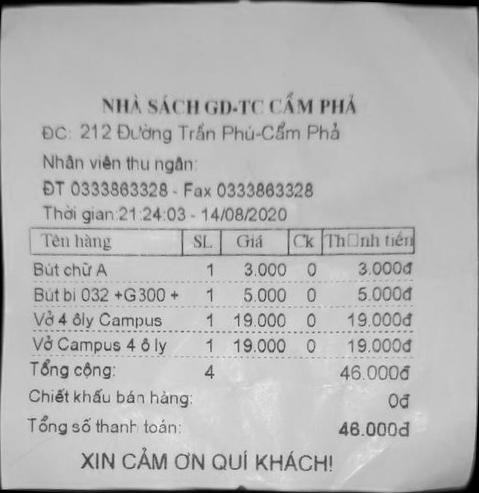 NHÀ SÁCH GD-TC CẨM PHẢ
ĐC: 212 Đường Trần Phú-Cẩm Phả
Nhân viên thu ngân:
ĐT 0333863328 - Fax 0333863328
Thời gian:21:24:03 - 14/08/2020
Tên hàng SL Giá Ck Th□nh tiền
Bút chữ A 1 3.000 0 3.000đ
Bút bi 032 +G300 + 1 5.000 0 5.000đ
Vở 4 ôly Campus 1 19.000 0 19.000đ
Vở Campus 4 ô ly 1 19.000 0 19.000đ
Tổng cộng: 4 46.000đ
Chiết khấu bán hàng: 0đ
Tổng số thanh toán: 46.000đ
XIN CẢM ƠN QUÍ KHÁCH!